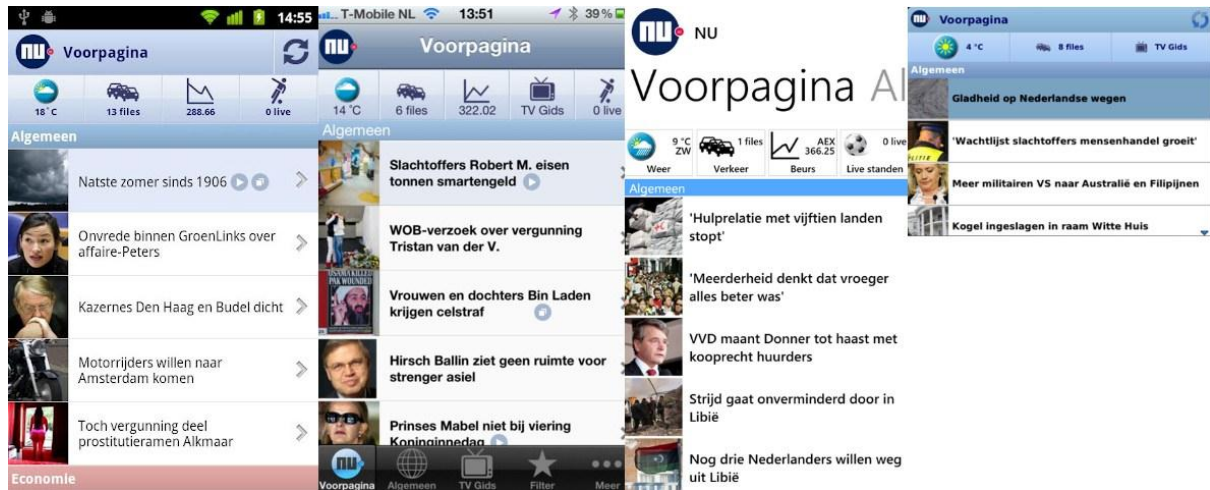 14:55
nu
Voorpagina
18°C
13 files
288.66
0 live
Algemeen
Natste zomer sinds 1906
Onvrede binnen GroenLinks over
affaire-Peters
Kazernes Den Haag en Budel dicht
Motorrijders willen naar
Amsterdam komen
Toch vergunning deel
prostitutieramen Alkmaar
Economie
T-Mobile NL
13:51
39%
nu
Voorpagina
14°C
6 files
322.02
TV Gids
0 live
Algemeen
Slachtoffers Robert M. eisen
tonnen smartengeld
WOB-verzoek over vergunning
Tristan van der V.
OSAMA KILLED
PAK WOUNDED
Vrouwen en dochters Bin Laden
krijgen celstraf
Hirsch Ballin ziet geen ruimte voor
strenger asiel
Prinses Mabel niet bij viering
Koninginnedag
nu
Voorpagina
Algemeen
TV Gids
Filter
Meer
nu
NU
Voorpagina Al
9 °C
ZW
Weer
1 files
Verkeer
AEX
366.25
Beurs
0 live
Live standen
Algemeen
'Hulprelatie met vijftien landen
stopt'
'Meerderheid denkt dat vroeger
alles beter was'
VVD maant Donner tot haast met
kooprecht huurders
Strijd gaat onverminderd door in
Libië
Nog drie Nederlanders willen weg
uit Libië
nu
Voorpagina
4 °C
8 files
TV Gids
Algemeen
Gladheid op Nederlandse wegen
'Wachtlijst slachtoffers mensenhandel groeit'
Meer militairen VS naar Australië en Filipijnen
Kogel ingeslagen in raam Witte Huis